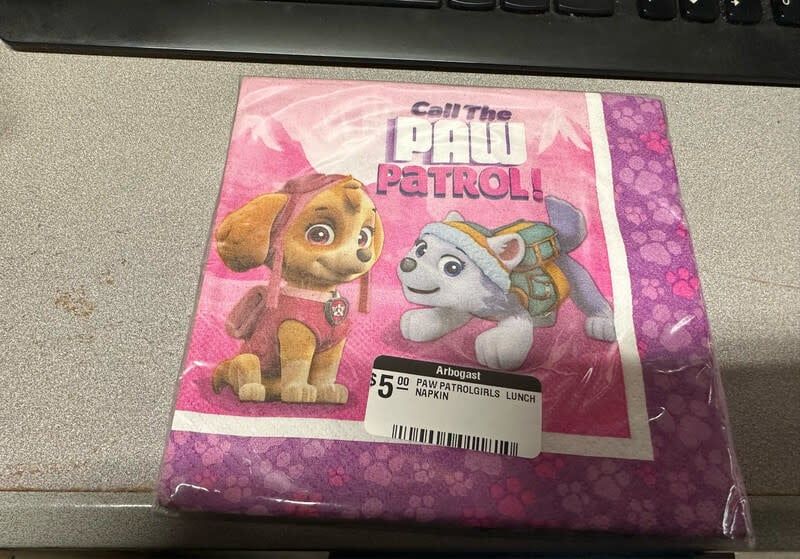 Call The
PAW
PATROL!
Arbogast
$5.00 PAW PATROLGIRLS LUNCH
NAPKIN